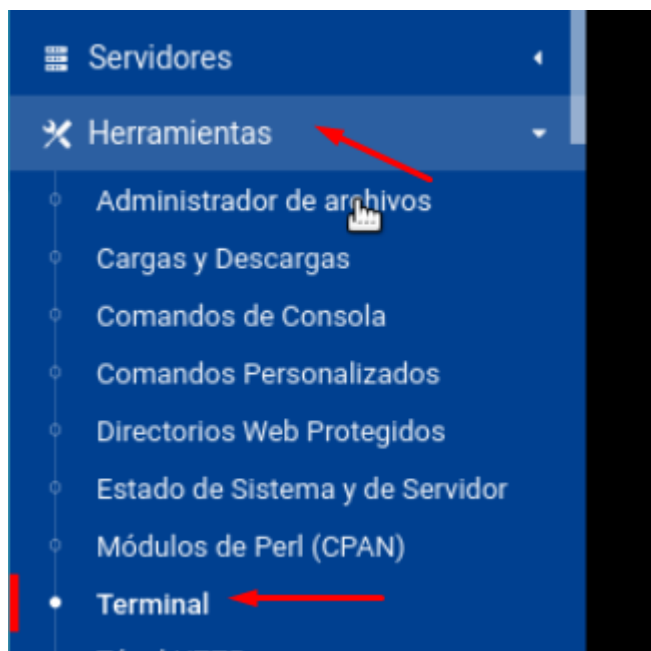 Servidores
Herramientas
Administrador de archivos
Cargas y Descargas
Comandos de Consola
Comandos Personalizados
Directorios Web Protegidos
Estado de Sistema y de Servidor
Módulos de Perl (CPAN)
Terminal